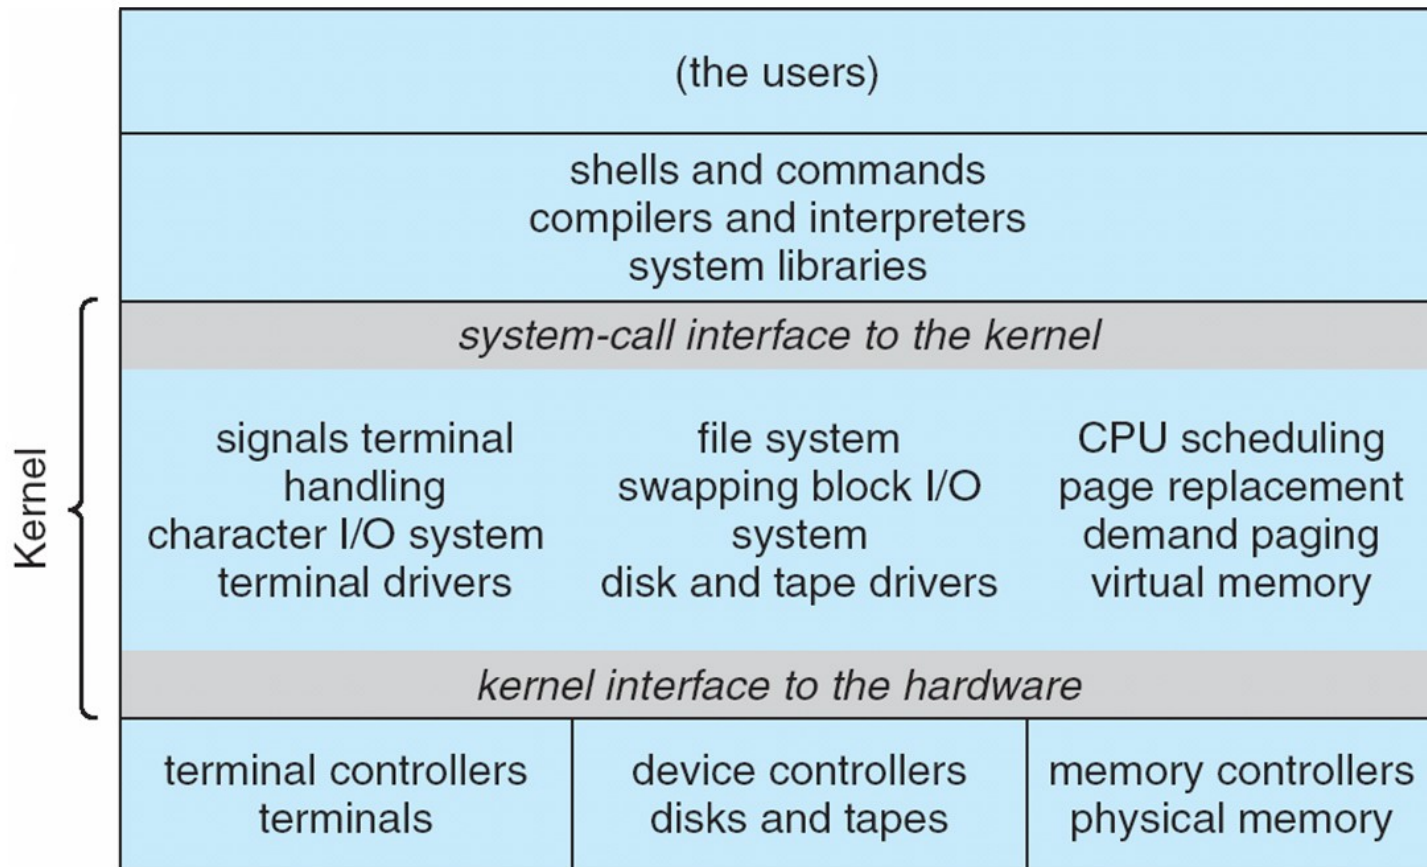 (the users)
shells and commands
compilers and interpreters
system libraries
Kernel
system-call interface to the kernel
signals terminal
handling
character I/O system
terminal drivers
file system
swapping block I/O
system
disk and tape drivers
CPU scheduling
page replacement
demand paging
virtual memory
kernel interface to the hardware
terminal controllers
terminals
device controllers
disks and tapes
memory controllers
physical memory